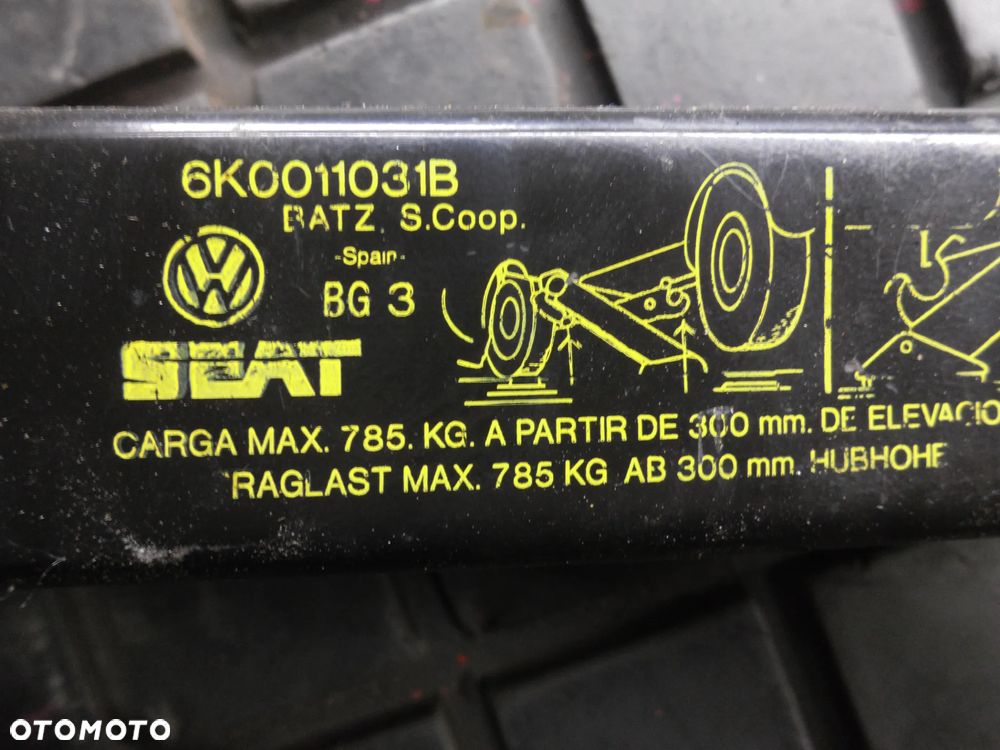 6K0011031B
BATZ. S.Coop.
-Spain-
BG 3
SEAT
CARGA MAX. 785. KG. A PARTIR DE 300 mm. DE ELEVACIO
RAGLAST MAX. 785 KG AB 300 mm. HUBHOHE
OTOMOTO